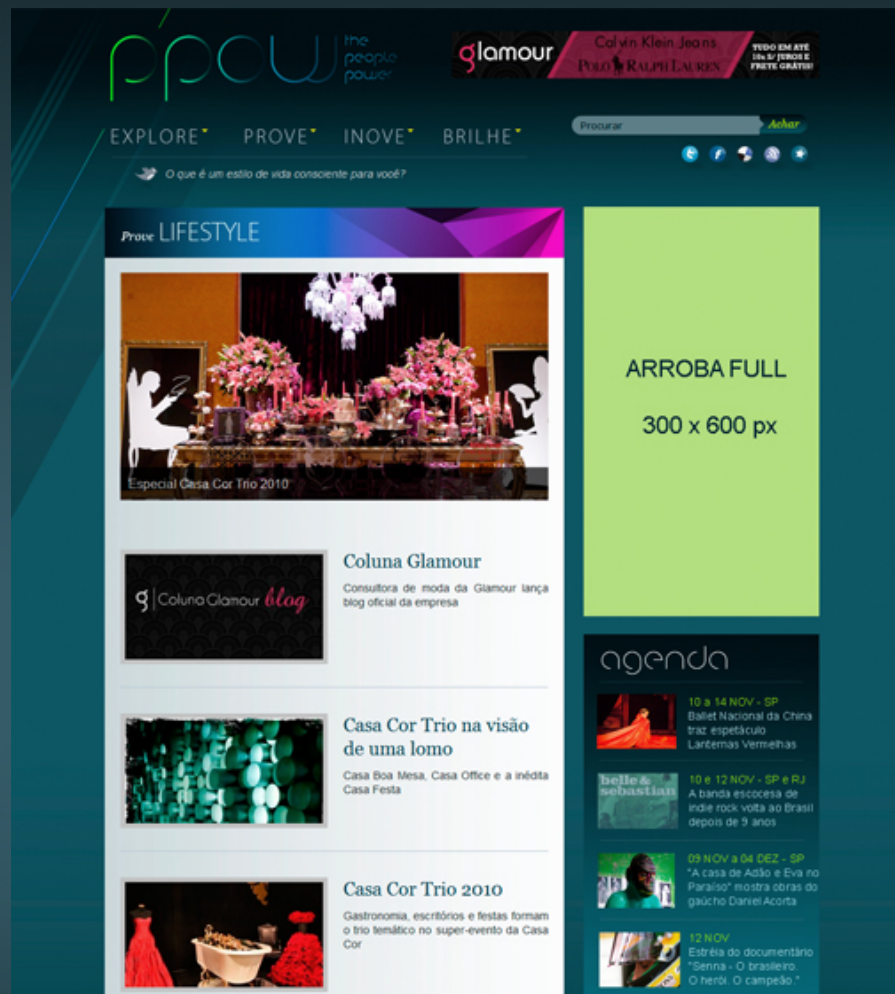 p'pow the
people
power
glamour
Calvin Klein Jeans
POLO RALPH LAUREN
TUDO EM ATÉ
10x S/ JUROS E
FRETE GRÁTIS!
EXPLORE PROVE INOVE BRILHE
Procurar
Achar
O que é um estilo de vida consciente para você?
Prove LIFESTYLE
Especial Casa Cor Trio 2010
g Coluna Glamour blog
Coluna Glamour
Consultora de moda da Glamour lança
blog oficial da empresa
Casa Cor Trio na visão
de uma lomo
Casa Boa Mesa, Casa Office e a inédita
Casa Festa
Casa Cor Trio 2010
Gastronomia, escritórios e festas formam
o trio temático no super-evento da Casa
Cor
ARROBA FULL
300 x 600 px
agenda
10 a 14 NOV - SP
Ballet Nacional da China
traz espetáculo
Lanternas Vermelhas
belle &
sebastian
10 e 12 NOV - SP e RJ
A banda escocesa de
indie rock volta ao Brasil
depois de 9 anos
09 NOV a 04 DEZ - SP
"A casa de Adão e Eva no
Paraíso" mostra obras do
gaúcho Daniel Acorta
12 NOV
Estréia do documentário
"Senna - O brasileiro.
O herói. O campeão."